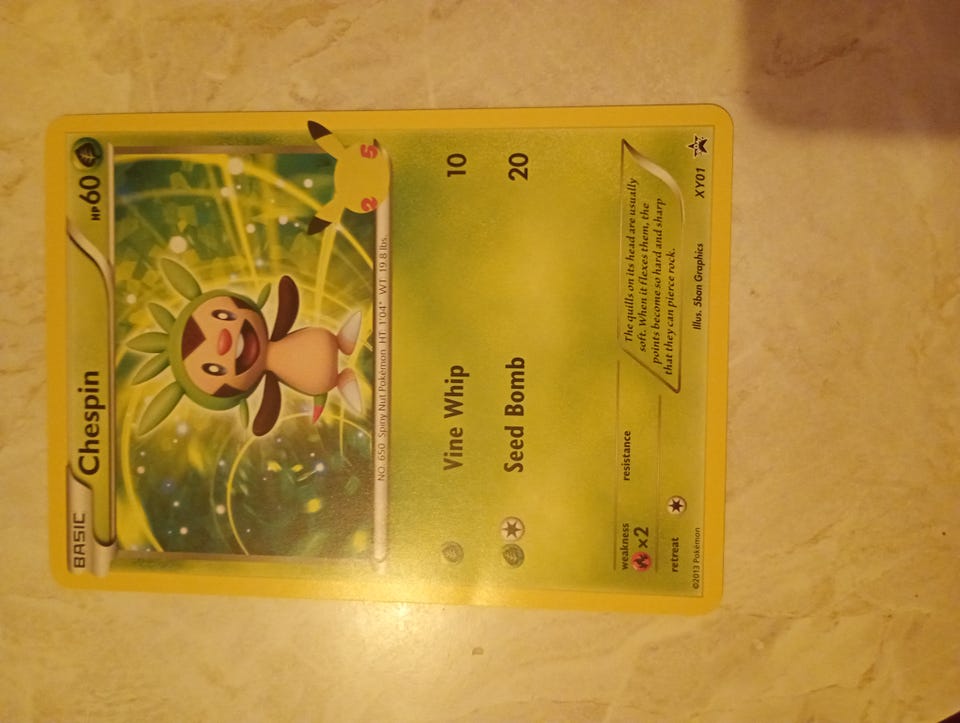 BASIC
Chespin
HP60
25
NO. 650 Spiny Nut Pokémon HT: 1'04" WT: 19.8 lbs.
Vine Whip 10
Seed Bomb 20
weakness
x2
resistance
retreat
The quills on its head are usually
soft. When it flexes them, the
points become so hard and sharp
that they can pierce rock.
©2013 Pokémon
Illus. 5ban Graphics
XY01